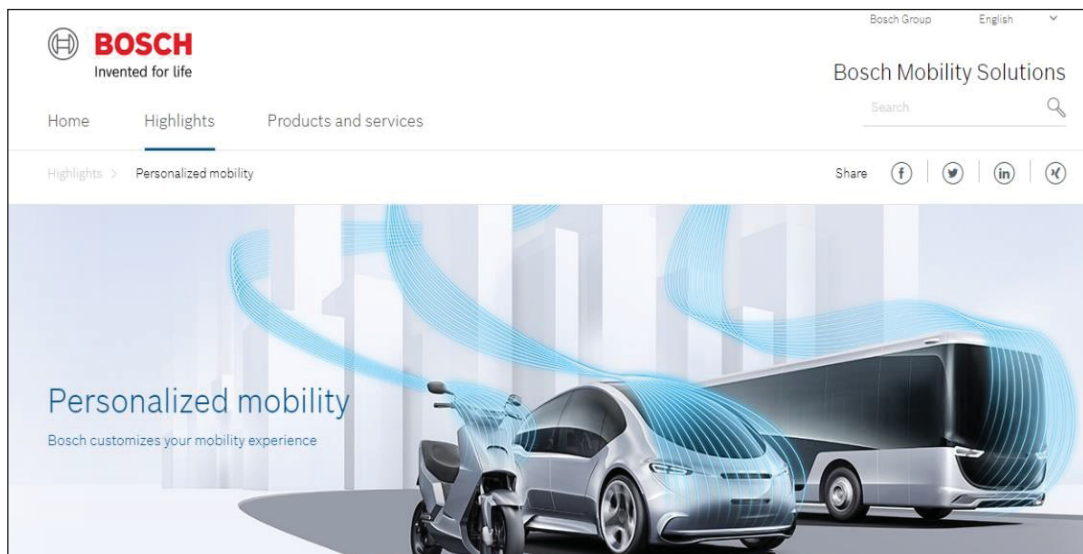 Bosch Group English
BOSCH
Invented for life
Bosch Mobility Solutions
Search
Home Highlights Products and services
Highlights > Personalized mobility
Share
Personalized mobility
Bosch customizes your mobility experience